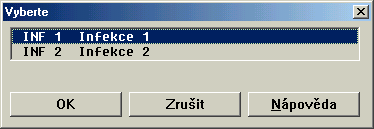 Vyberte
INF 1 Infekce 1
INF 2 Infekce 2
OK Zrušit Nápověda